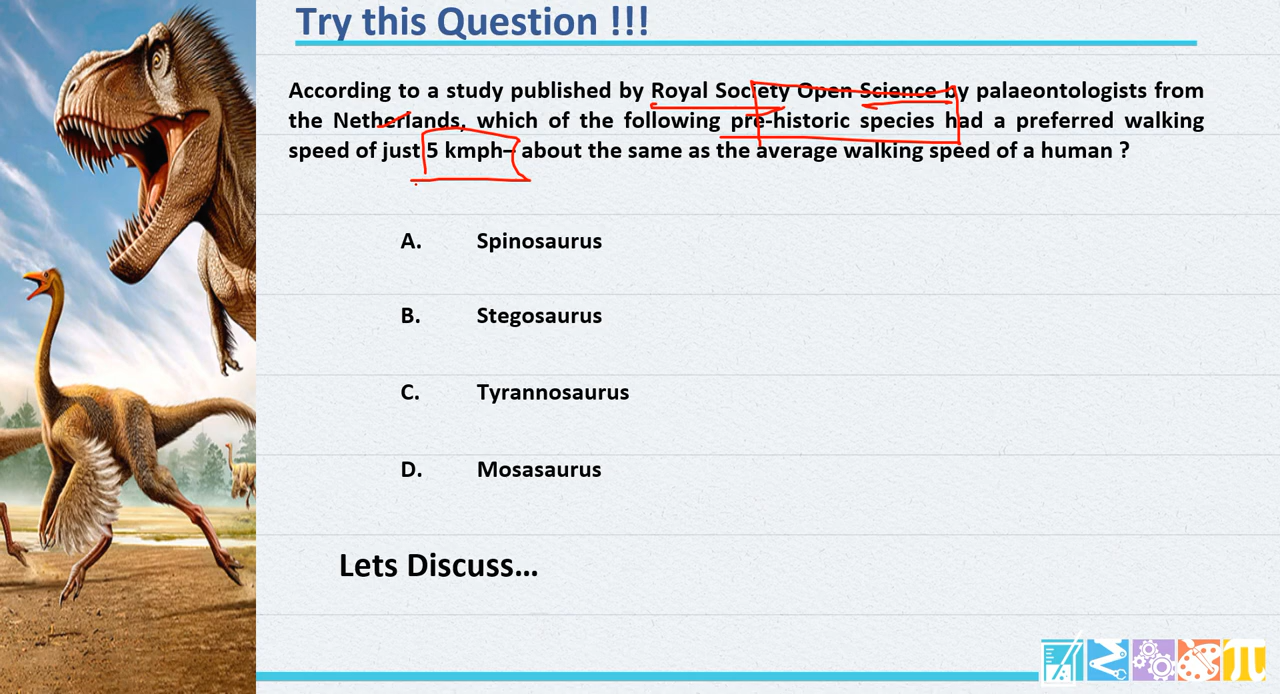 Try this Question !!!
According to a study published by Royal Society Open Science by palaeontologists from
the Netherlands, which of the following pre-historic species had a preferred walking
speed of just 5 kmph– about the same as the average walking speed of a human ?
A. Spinosaurus
B. Stegosaurus
C. Tyrannosaurus
D. Mosasaurus
Lets Discuss...